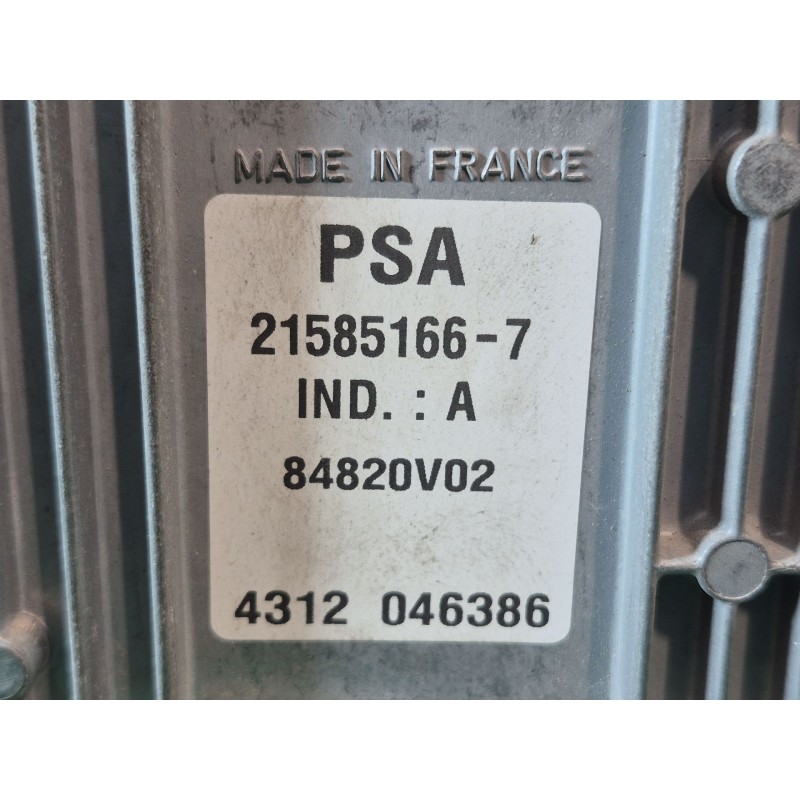 MADE IN FRANCE
PSA
21585166-7
IND. : A
84820V02
4312 046386